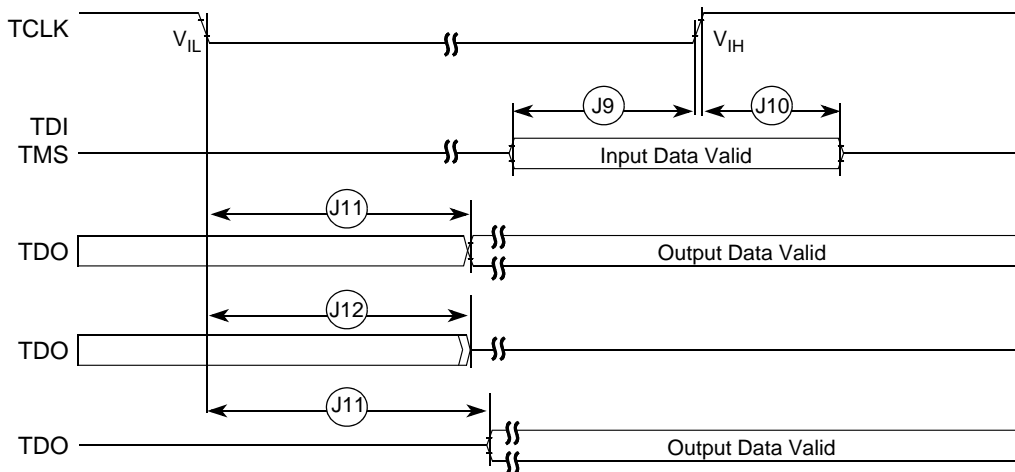 TCLK
VIL
VIH
J9
J10
TDI
TMS
Input Data Valid
J11
TDO
Output Data Valid
J12
TDO
J11
TDO
Output Data Valid